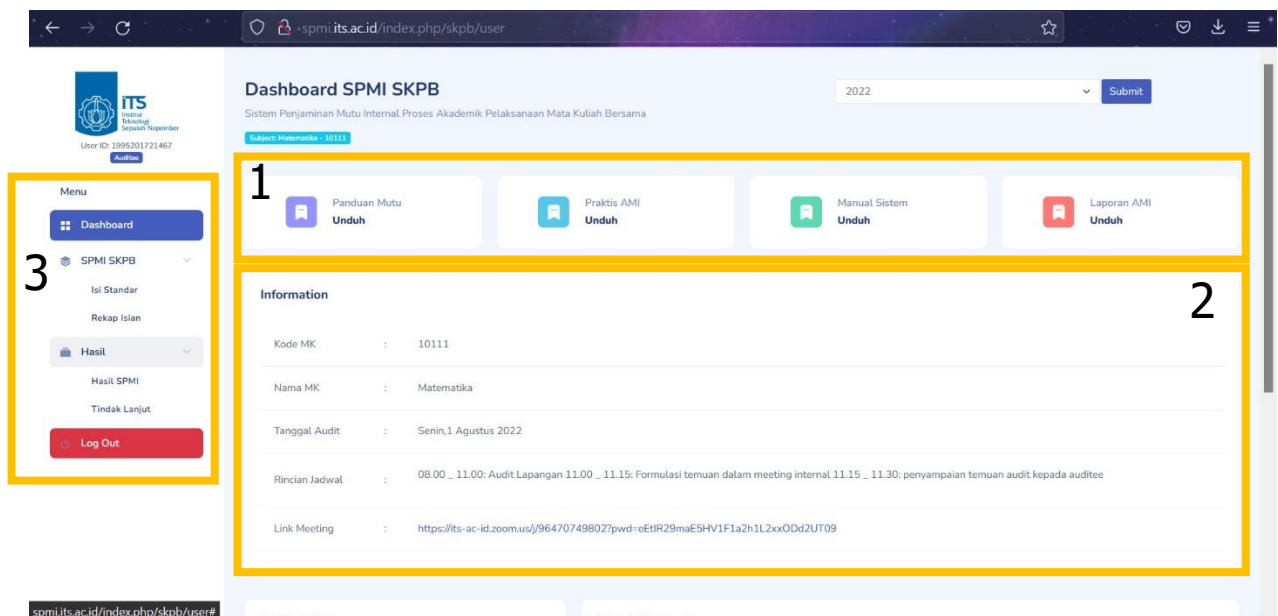 spmi.its.ac.id/index.php/skpb/user
ITS
Institut
Teknologi
Sepuluh Nopember
User ID: 1995201721467
Auditee
Dashboard SPMI SKPB
Sistem Penjaminan Mutu Internal Proses Akademik Pelaksanaan Mata Kuliah Bersama
Subject: Matematika - 10111
2022
Submit
1
Panduan Mutu
Unduh
Praktis AMI
Unduh
Manual Sistem
Unduh
Laporan AMI
Unduh
3
Menu
Dashboard
SPMI SKPB
Isi Standar
Rekap Isian
Hasil
Hasil SPMI
Tindak Lanjut
Log Out
2
Information
Kode MK : 10111
Nama MK : Matematika
Tanggal Audit : Senin,1 Agustus 2022
Rincian Jadwal : 08.00 _ 11.00: Audit Lapangan 11.00 _ 11.15: Formulasi temuan dalam meeting internal 11.15 _ 11.30: penyampaian temuan audit kepada auditee
Link Meeting : https://its-ac-id.zoom.us/j/96470749802?pwd=eEtIR29maE5HV1F1a2h1L2xxODd2UT09
spmi.its.ac.id/index.php/skpb/user#